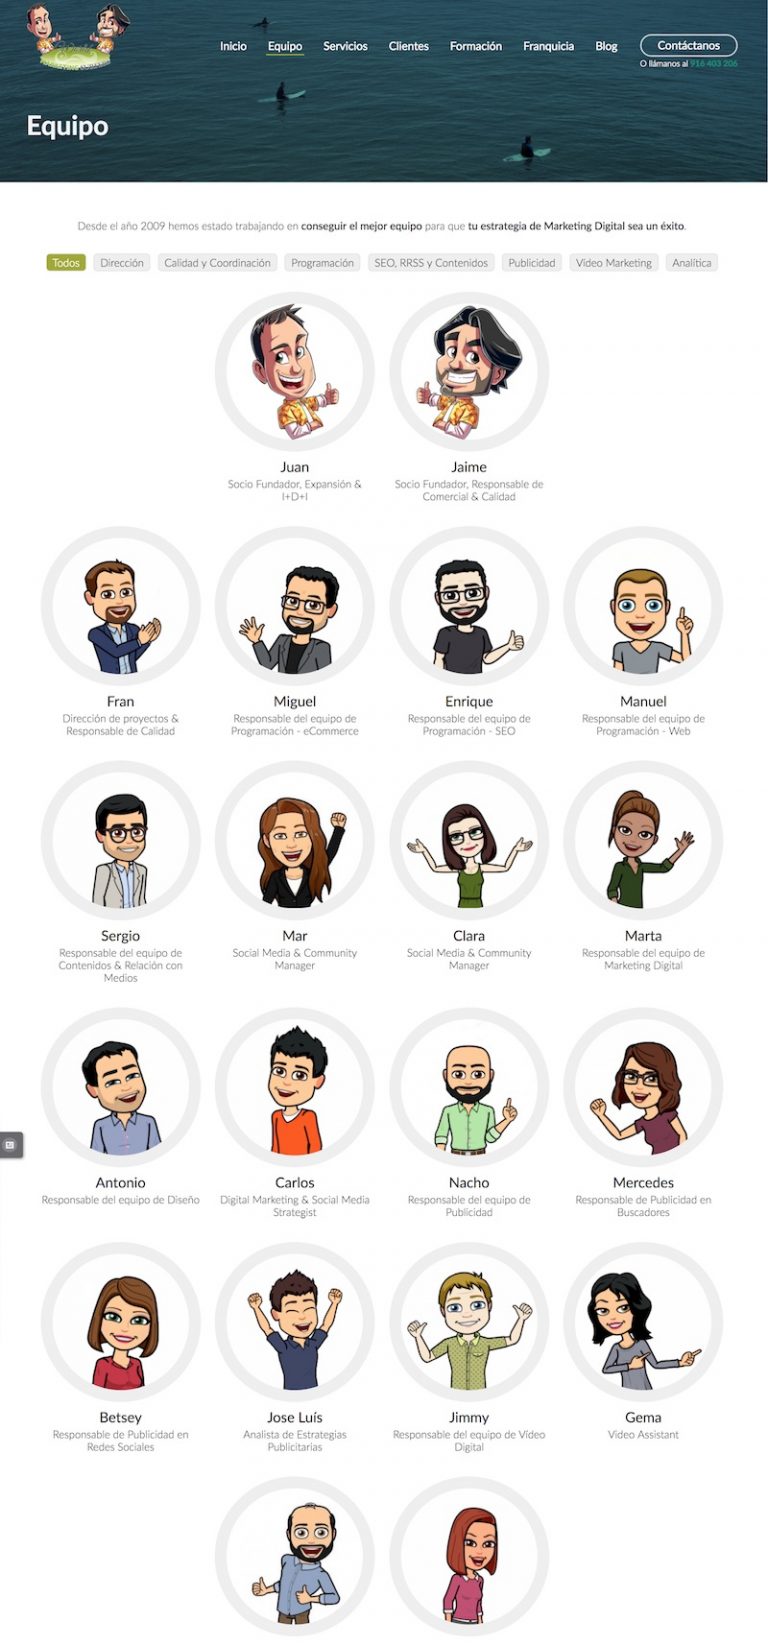 Inicio Equipo Servicios Clientes Formación Franquicia Blog Contáctanos
O llámanos al 916 403 206
Equipo
Desde el año 2009 hemos estado trabajando en conseguir el mejor equipo para que tu estrategia de Marketing Digital sea un éxito.
Todos Dirección Calidad y Coordinación Programación SEO, RRSS y Contenidos Publicidad Vídeo Marketing Analítica
Juan
Socio Fundador, Expansión &
I+D+I
Jaime
Socio Fundador, Responsable de
Comercial & Calidad
Fran
Dirección de proyectos &
Responsable de Calidad
Miguel
Responsable del equipo de
Programación - eCommerce
Enrique
Responsable del equipo de
Programación - SEO
Manuel
Responsable del equipo de
Programación - Web
Sergio
Responsable del equipo de
Contenidos & Relación con
Medios
Mar
Social Media & Community
Manager
Clara
Social Media & Community
Manager
Marta
Responsable del equipo de
Marketing Digital
Antonio
Responsable del equipo de Diseño
Carlos
Digital Marketing & Social Media
Strategist
Nacho
Responsable del equipo de
Publicidad
Mercedes
Responsable de Publicidad en
Buscadores
Betsey
Responsable de Publicidad en
Redes Sociales
Jose Luís
Analista de Estrategias
Publicitarias
Jimmy
Responsable del equipo de Vídeo
Digital
Gema
Video Assistant